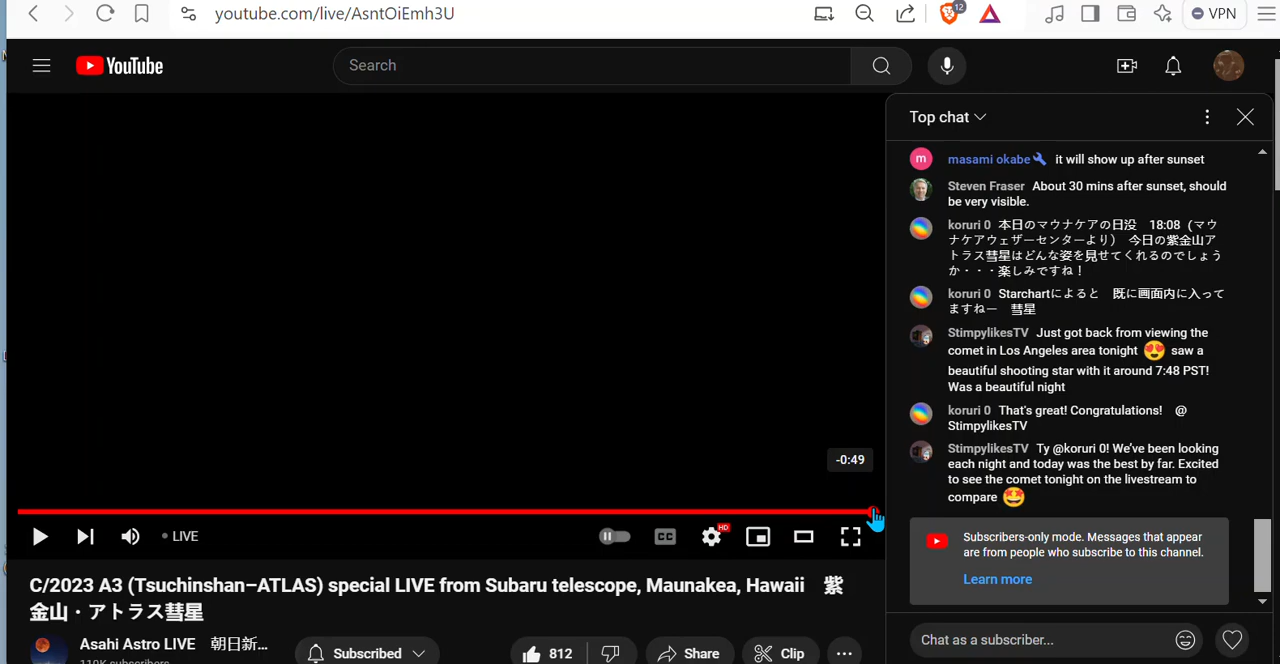 youtube.com/live/AsntOiEmh3U
12
VPN
YouTube
Search
Top chat
masami okabe it will show up after sunset
Steven Fraser About 30 mins after sunset, should
be very visible.
koruri 0 本日のマウナケアの日没 18:08（マウ
ナケアウェザーセンターより） 今日の紫金山ア
トラス彗星はどんな姿を見せてくれるのでしょう
か・・・楽しみですね！
koruri 0 Starchartによると 既に画面内に入って
ますねー 彗星
StimpylikesTV Just got back from viewing the
comet in Los Angeles area tonight 😍 saw a
beautiful shooting star with it around 7:48 PST!
Was a beautiful night
koruri 0 That's great! Congratulations! @
StimpylikesTV
StimpylikesTV Ty @koruri 0! We've been looking
each night and today was the best by far. Excited
to see the comet tonight on the livestream to
compare 🤩
Subscribers-only mode. Messages that appear
are from people who subscribe to this channel.
Learn more
Chat as a subscriber...
-0:49
LIVE
CC
HD
C/2023 A3 (Tsuchinshan–ATLAS) special LIVE from Subaru telescope, Maunakea, Hawaii 紫
金山・アトラス彗星
Asahi Astro LIVE 朝日新...
Subscribed
812
Share
Clip